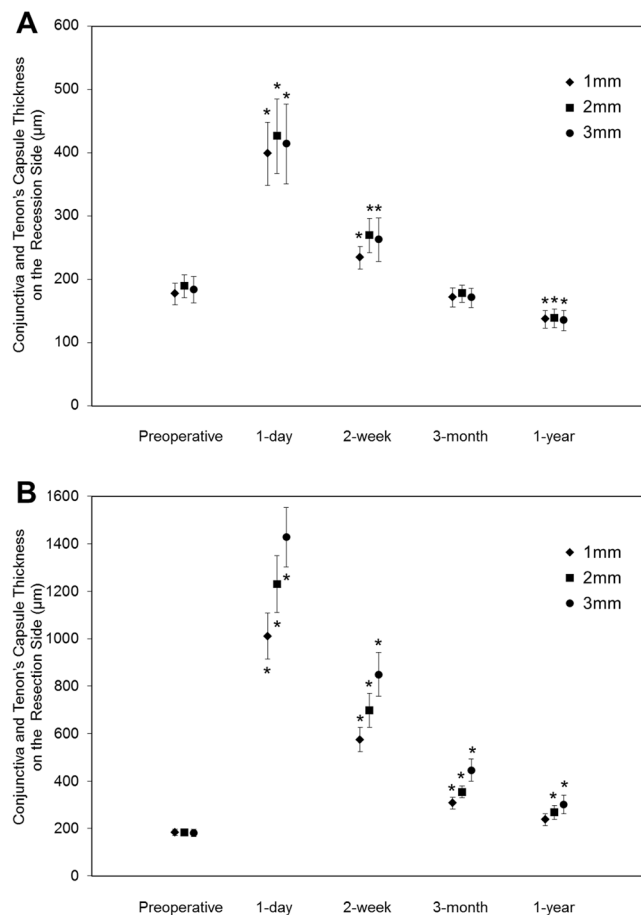 A
600
500
400
300
200
100
0
Conjunctiva and Tenon's Capsule Thickness
on the Recession Side (μm)
1mm
2mm
3mm
*
*
*
*
**
***
Preoperative 1-day 2-week 3-month 1-year
B
1600
1400
1200
1000
800
600
400
200
0
Conjunctiva and Tenon's Capsule Thickness
on the Resection Side (μm)
1mm
2mm
3mm
*
*
*
*
*
*
*
*
*
*
*
Preoperative 1-day 2-week 3-month 1-year